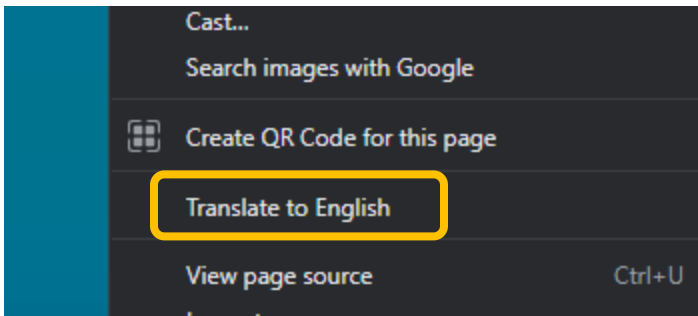 Cast...
Search images with Google
Create QR Code for this page
Translate to English
View page source Ctrl+U